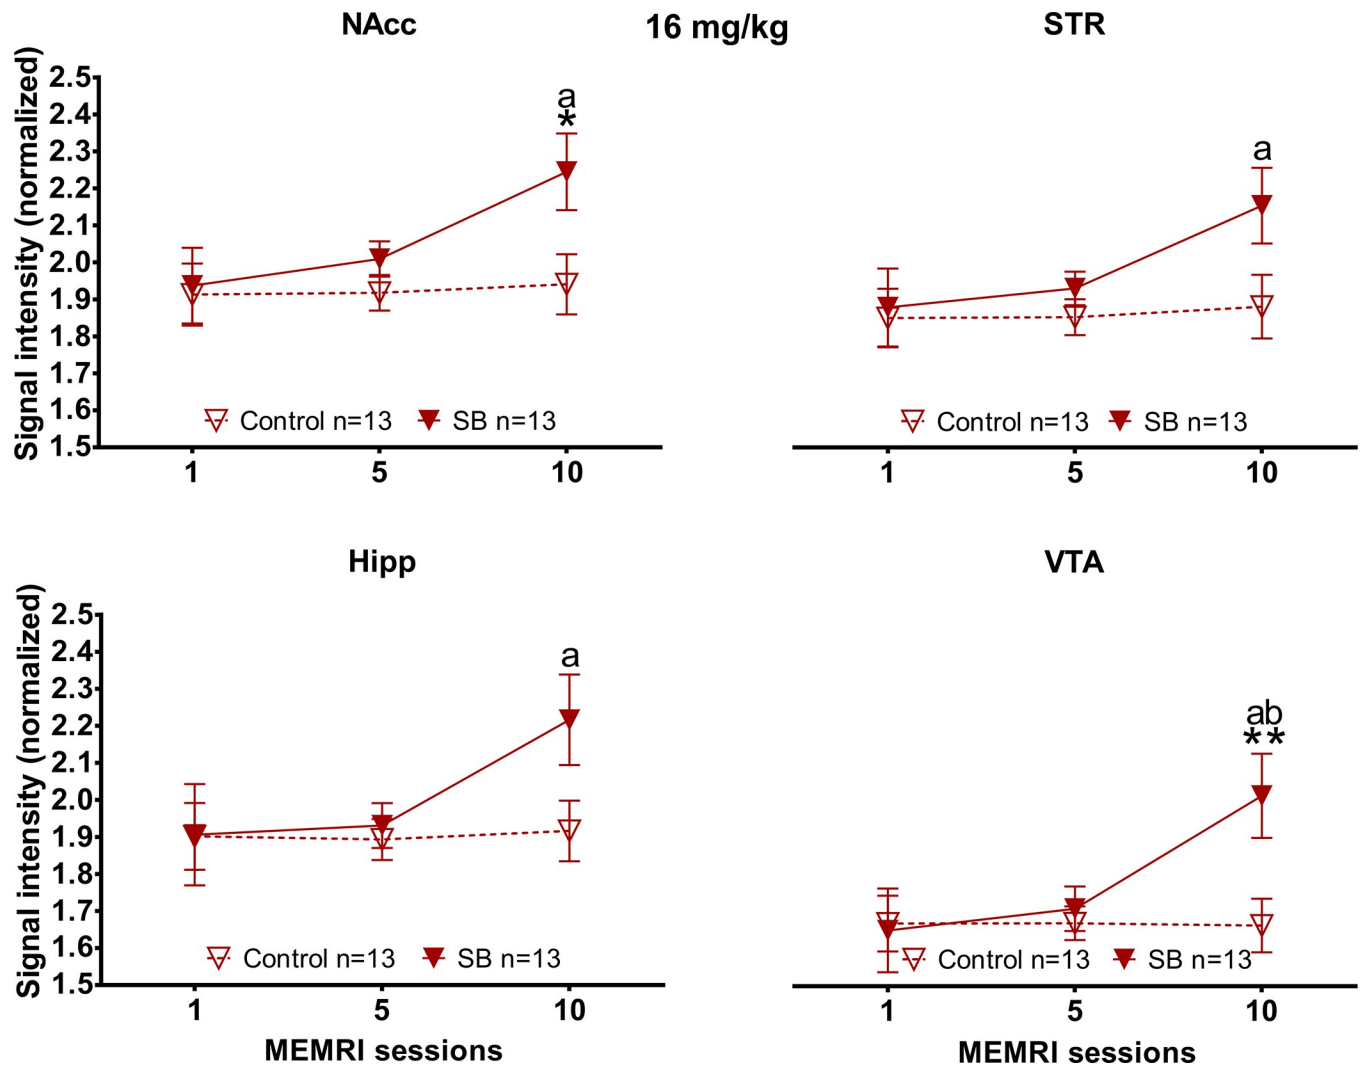 NAcc
16 mg/kg
STR
Signal intensity (normalized)
2.5
2.4
2.3
2.2
2.1
2.0
1.9
1.8
1.7
1.6
1.5
a
*
Control n=13 SB n=13
1 5 10
a
Control n=13 SB n=13
1 5 10
Hipp
VTA
Signal intensity (normalized)
2.5
2.4
2.3
2.2
2.1
2.0
1.9
1.8
1.7
1.6
1.5
a
Control n=13 SB n=13
1 5 10
MEMRI sessions
ab
**
Control n=13 SB n=13
1 5 10
MEMRI sessions